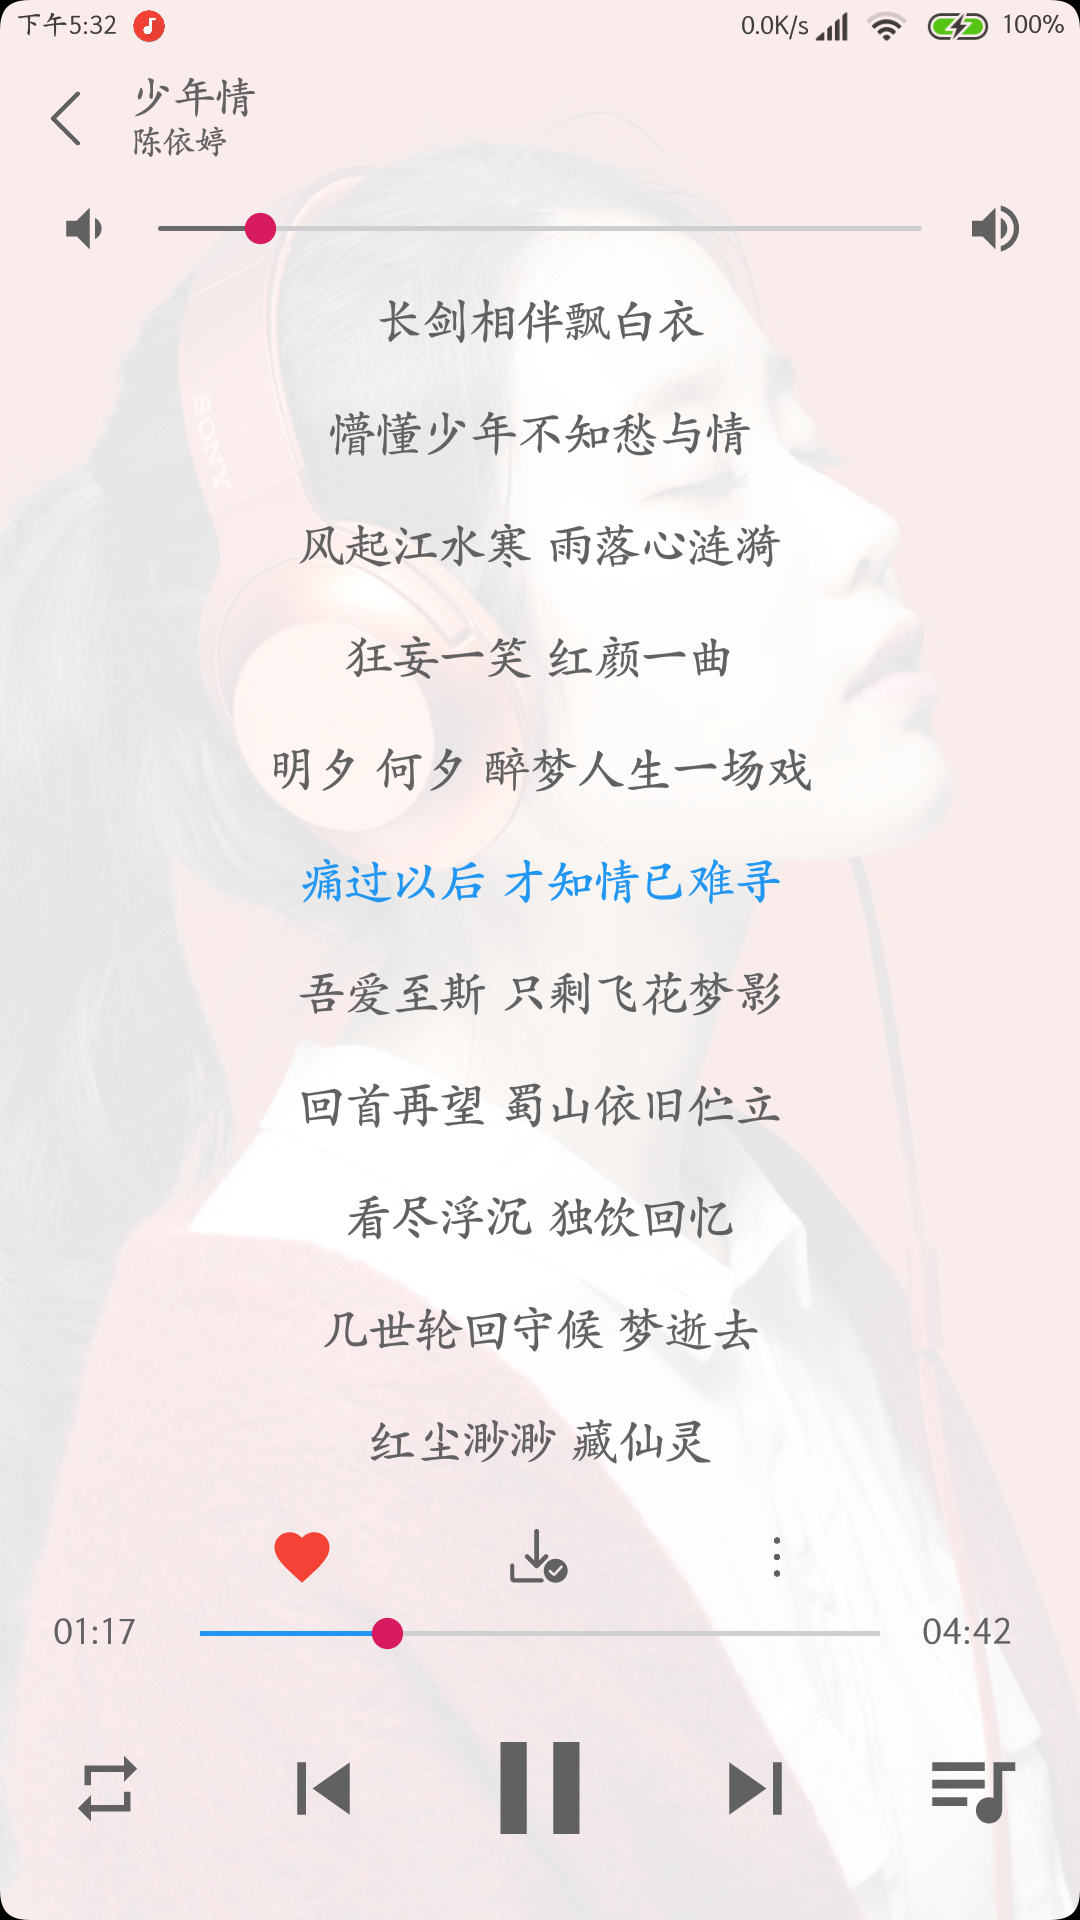 下午5:32 0.0K/s 100%
少年情
陈依婷
SONY
长剑相伴飘白衣
懵懂少年不知愁与情
风起江水寒 雨落心涟漪
狂妄一笑 红颜一曲
明夕 何夕 醉梦人生一场戏
痛过以后 才知情已难寻
吾爱至斯 只剩飞花梦影
回首再望 蜀山依旧伫立
看尽浮沉 独饮回忆
几世轮回守候 梦逝去
红尘渺渺 藏仙灵
01:17 04:42